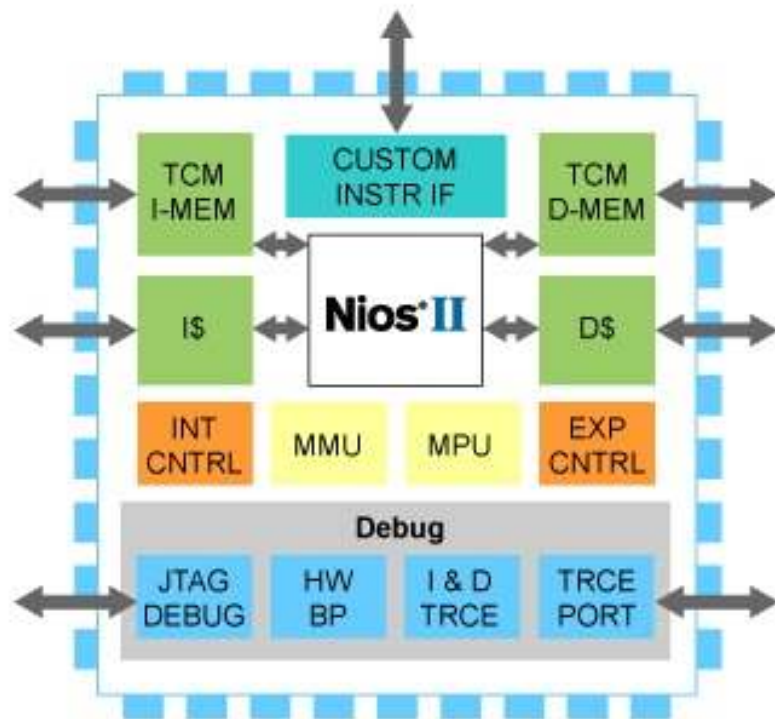 TCM
I-MEM
CUSTOM
INSTR IF
TCM
D-MEM
I$
Nios II
D$
INT
CNTRL
MMU
MPU
EXP
CNTRL
Debug
JTAG
DEBUG
HW
BP
I & D
TRCE
TRCE
PORT